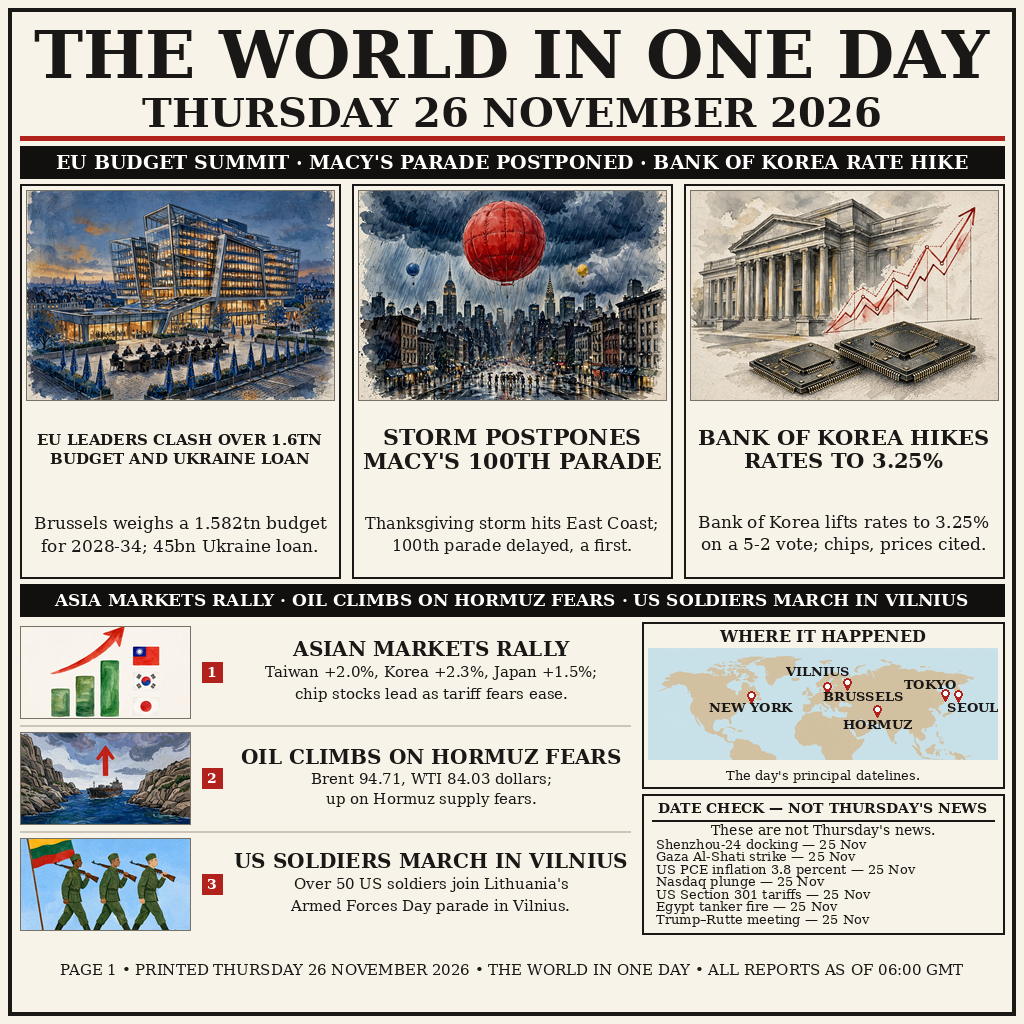 THE WORLD IN ONE DAY
THURSDAY 26 NOVEMBER 2026
EU BUDGET SUMMIT · MACY'S PARADE POSTPONED · BANK OF KOREA RATE HIKE
EU LEADERS CLASH OVER 1.6TN
BUDGET AND UKRAINE LOAN
Brussels weighs a 1.582tn budget
for 2028-34; 45bn Ukraine loan.
STORM POSTPONES
MACY'S 100TH PARADE
Thanksgiving storm hits East Coast;
100th parade delayed, a first.
BANK OF KOREA HIKES
RATES TO 3.25%
Bank of Korea lifts rates to 3.25%
on a 5-2 vote; chips, prices cited.
ASIA MARKETS RALLY · OIL CLIMBS ON HORMUZ FEARS · US SOLDIERS MARCH IN VILNIUS
1
ASIAN MARKETS RALLY
Taiwan +2.0%, Korea +2.3%, Japan +1.5%;
chip stocks lead as tariff fears ease.
2
OIL CLIMBS ON HORMUZ FEARS
Brent 94.71, WTI 84.03 dollars;
up on Hormuz supply fears.
3
US SOLDIERS MARCH IN VILNIUS
Over 50 US soldiers join Lithuania's
Armed Forces Day parade in Vilnius.
WHERE IT HAPPENED
VILNIUS
TOKYO
BRUSSELS
NEW YORK
SEOUL
HORMUZ
The day's principal datelines.
DATE CHECK — NOT THURSDAY'S NEWS
These are not Thursday's news.
Shenzhou-24 docking — 25 Nov
Gaza Al-Shati strike — 25 Nov
US PCE inflation 3.8 percent — 25 Nov
Nasdaq plunge — 25 Nov
US Section 301 tariffs — 25 Nov
Egypt tanker fire — 25 Nov
Trump–Rutte meeting — 25 Nov
PAGE 1 • PRINTED THURSDAY 26 NOVEMBER 2026 • THE WORLD IN ONE DAY • ALL REPORTS AS OF 06:00 GMT